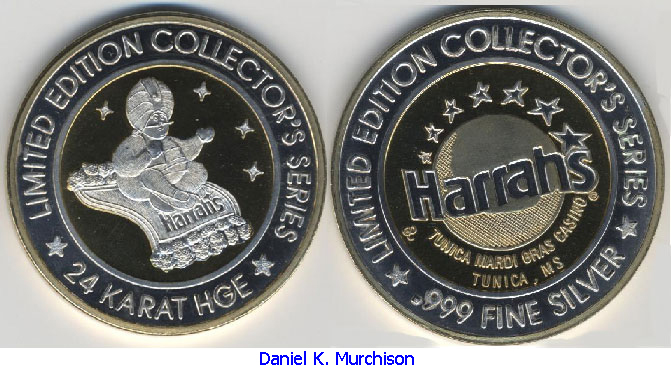 LIMITED EDITION COLLECTOR'S SERIES
Harrah's
24 KARAT HGE
LIMITED EDITION COLLECTOR'S SERIES
Harrah's
TUNICA MARDI GRAS CASINO
TUNICA, MS
.999 FINE SILVER
Daniel K. Murchison